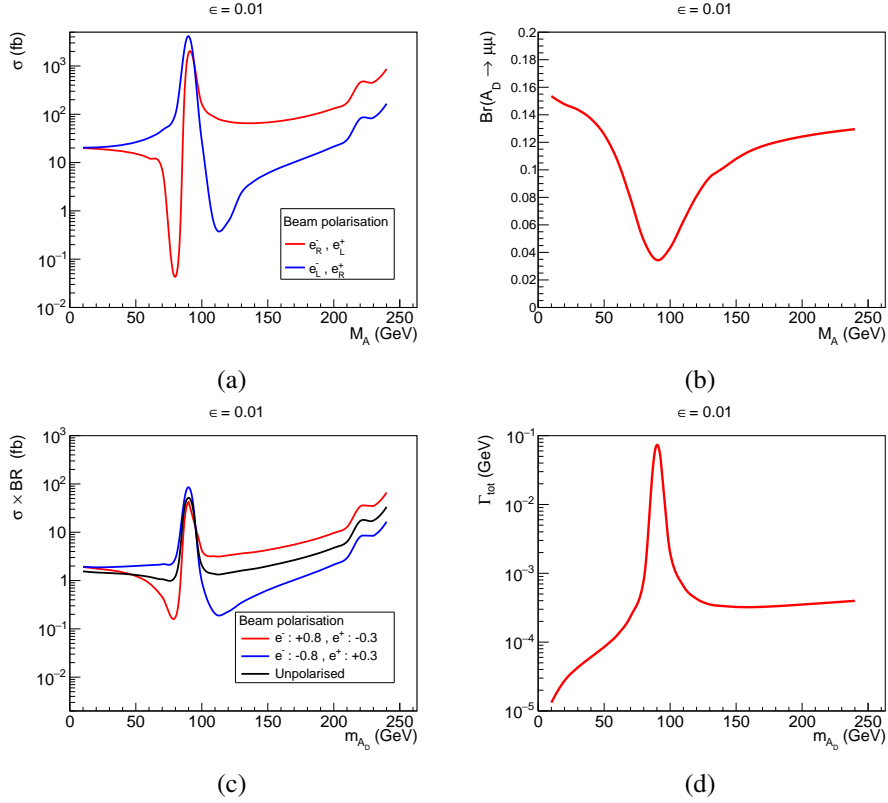 ϵ = 0.01
σ (fb)
10³
10²
10
1
10⁻¹
10⁻²
0 50 100 150 200 250
M_A (GeV)
Beam polarisation
e_R^- , e_L^+
e_L^- , e_R^+
(a)
ϵ = 0.01
Br(A_D → μμ)
0.2
0.18
0.16
0.14
0.12
0.1
0.08
0.06
0.04
0.02
0
0 50 100 150 200 250
M_A (GeV)
(b)
ϵ = 0.01
σ × BR (fb)
10³
10²
10
1
10⁻¹
10⁻²
0 50 100 150 200 250
m_{A_D} (GeV)
Beam polarisation
e⁻ : +0.8 , e⁺ : -0.3
e⁻ : -0.8 , e⁺ : +0.3
Unpolarised
(c)
ϵ = 0.01
Γ_tot (GeV)
10⁻¹
10⁻²
10⁻³
10⁻⁴
10⁻⁵
0 50 100 150 200 250
m_{A_D} (GeV)
(d)